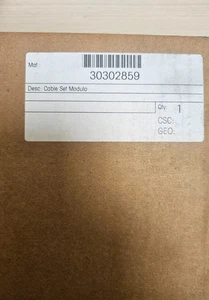 Mat
30302859
Desc. Cable Set Modulo
Qty 1
CSC:
GEO: